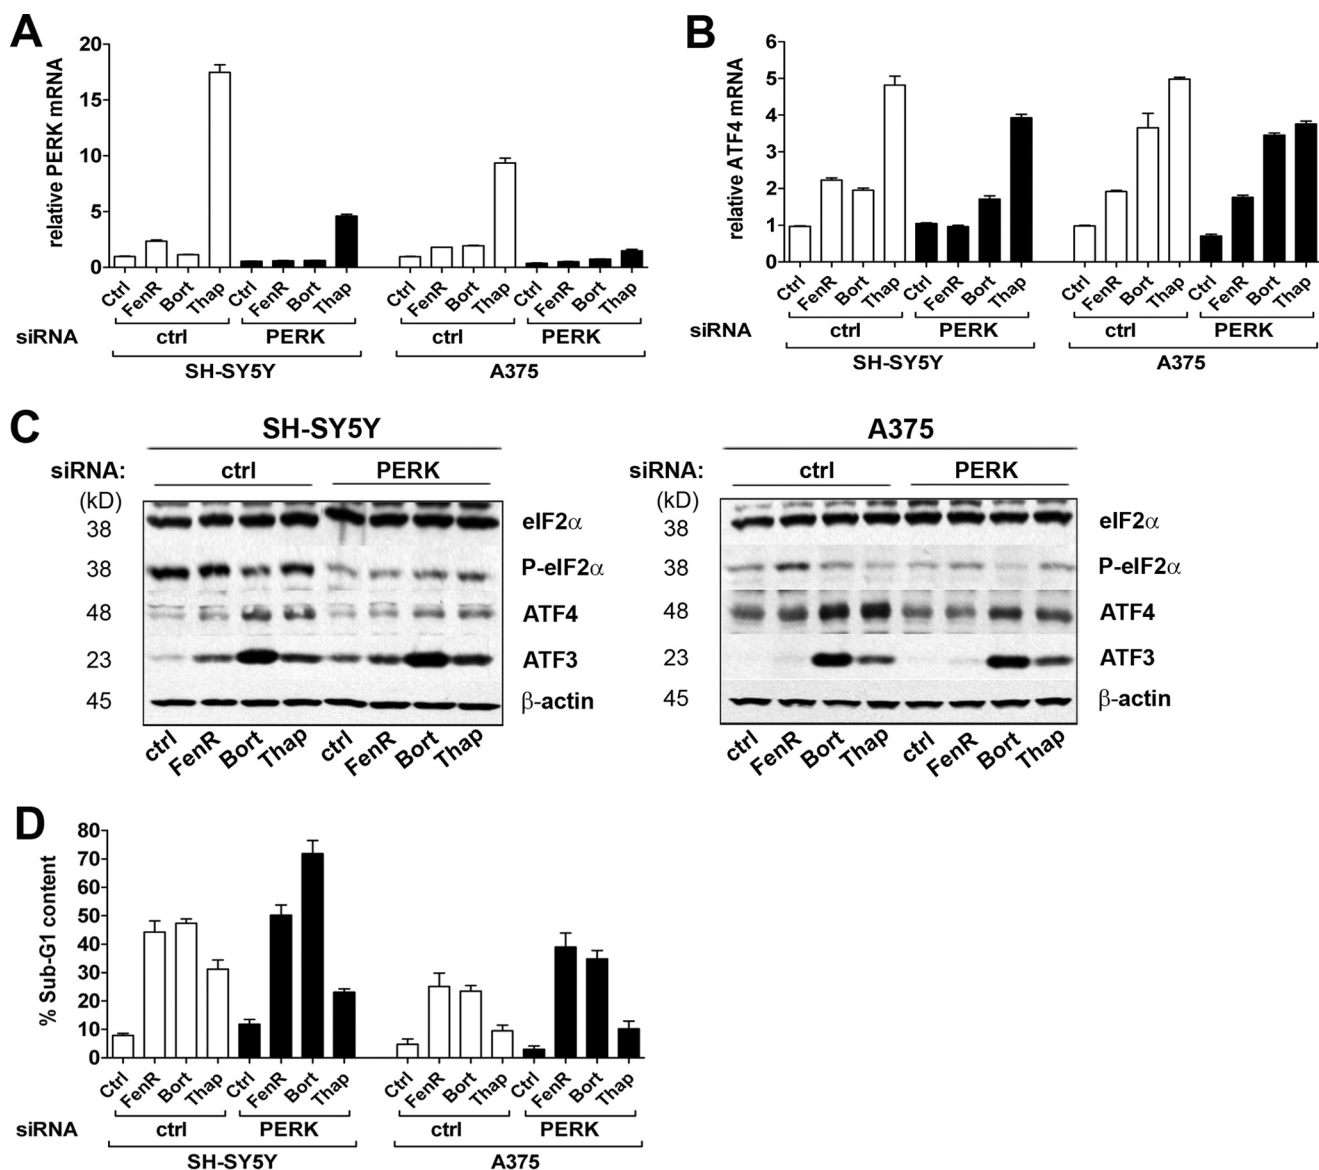 A
relative PERK mRNA
20
15
10
5
0
Ctrl FenR Bort Thap Ctrl FenR Bort Thap Ctrl FenR Bort Thap Ctrl FenR Bort Thap
siRNA ctrl PERK ctrl PERK
SH-SY5Y A375
B
relative ATF4 mRNA
6
5
4
3
2
1
0
Ctrl FenR Bort Thap Ctrl FenR Bort Thap Ctrl FenR Bort Thap Ctrl FenR Bort Thap
siRNA ctrl PERK ctrl PERK
SH-SY5Y A375
C
SH-SY5Y
siRNA: ctrl PERK
(kD)
38 eIF2α
38 P-eIF2α
48 ATF4
23 ATF3
45 β-actin
ctrl FenR Bort Thap ctrl FenR Bort Thap
A375
siRNA: ctrl PERK
(kD)
38 eIF2α
38 P-eIF2α
48 ATF4
23 ATF3
45 β-actin
ctrl FenR Bort Thap ctrl FenR Bort Thap
D
% Sub-G1 content
80
70
60
50
40
30
20
10
0
Ctrl FenR Bort Thap Ctrl FenR Bort Thap Ctrl FenR Bort Thap Ctrl FenR Bort Thap
siRNA ctrl PERK ctrl PERK
SH-SY5Y A375